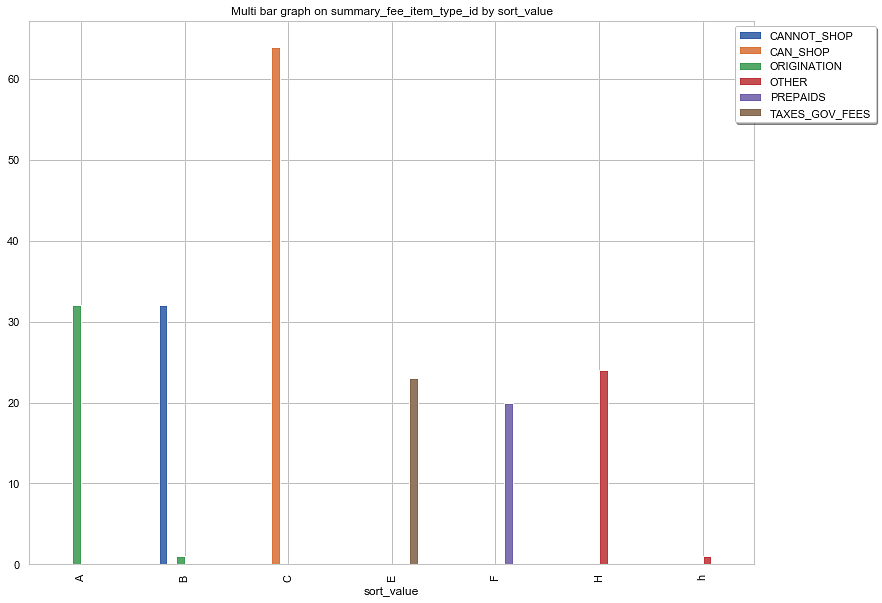 Multi bar graph on summary_fee_item_type_id by sort_value
CANNOT_SHOP
CAN_SHOP
ORIGINATION
OTHER
PREPAIDS
TAXES_GOV_FEES
60
50
40
30
20
10
0
A
B
C
E
F
H
h
sort_value